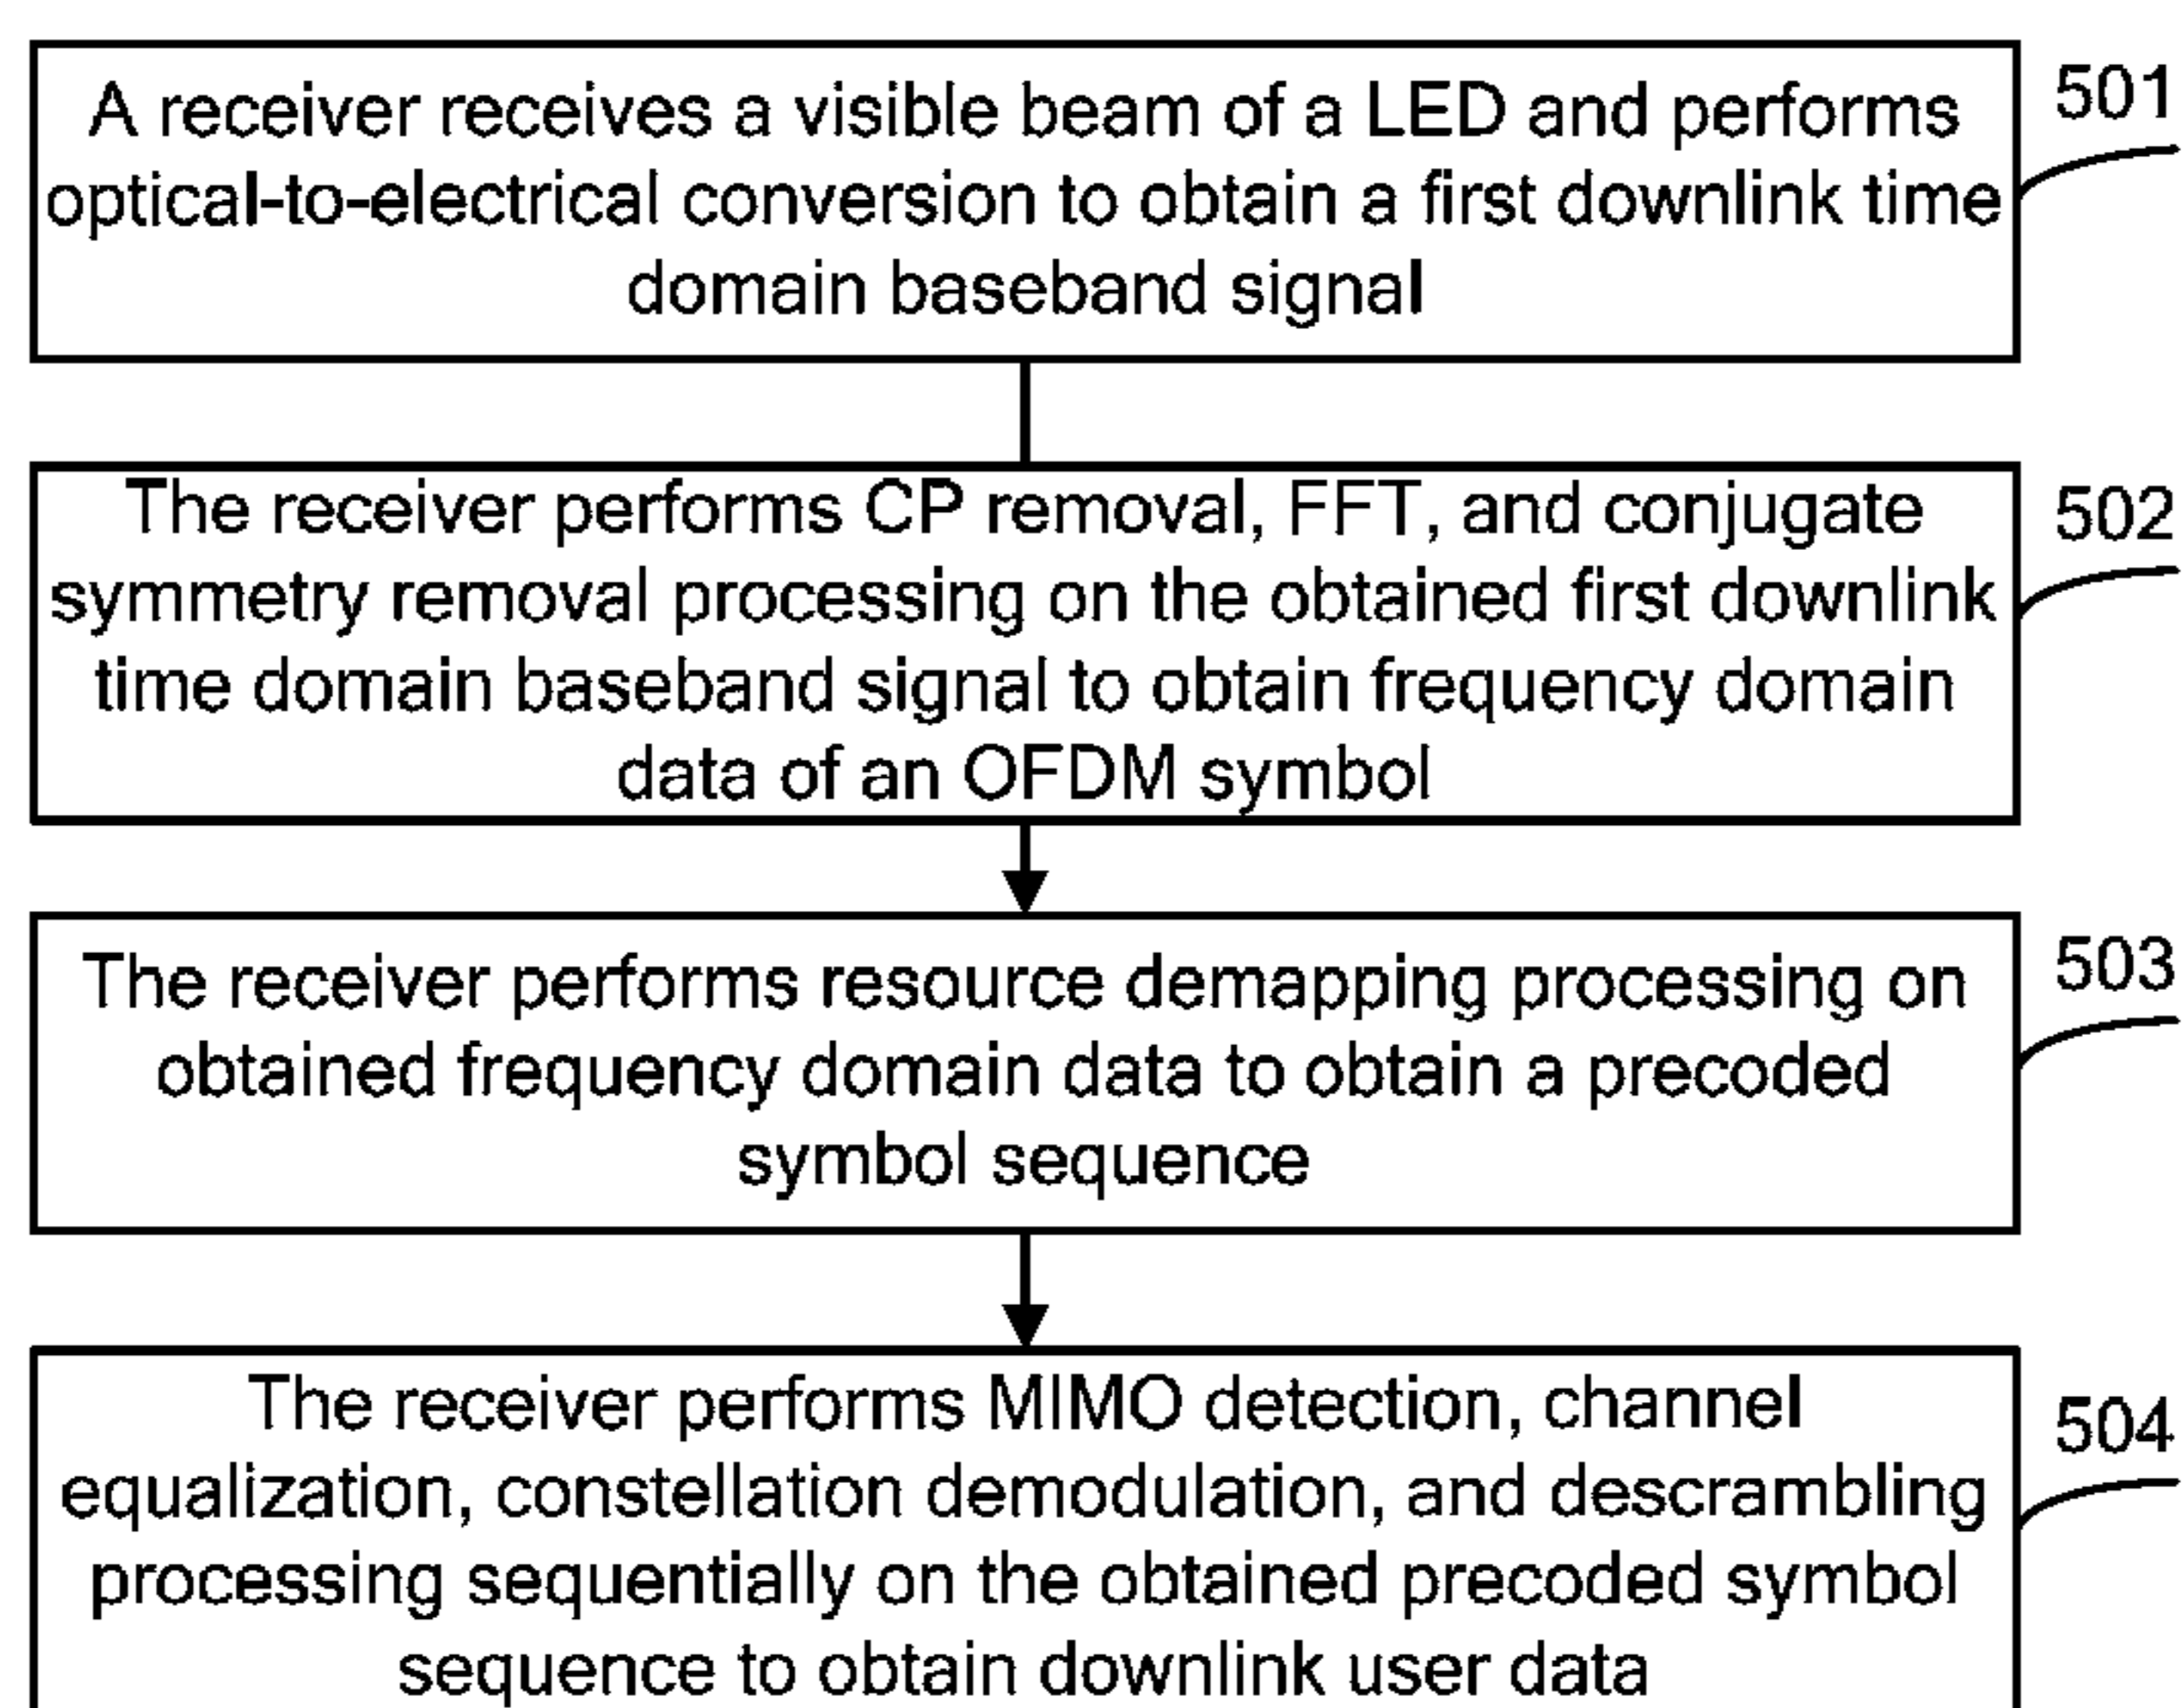 A receiver receives a visible beam of a LED and performs
optical-to-electrical conversion to obtain a first downlink time
domain baseband signal
501
The receiver performs CP removal, FFT, and conjugate
symmetry removal processing on the obtained first downlink
time domain baseband signal to obtain frequency domain
data of an OFDM symbol
502
The receiver performs resource demapping processing on
obtained frequency domain data to obtain a precoded
symbol sequence
503
The receiver performs MIMO detection, channel
equalization, constellation demodulation, and descrambling
processing sequentially on the obtained precoded symbol
sequence to obtain downlink user data
504